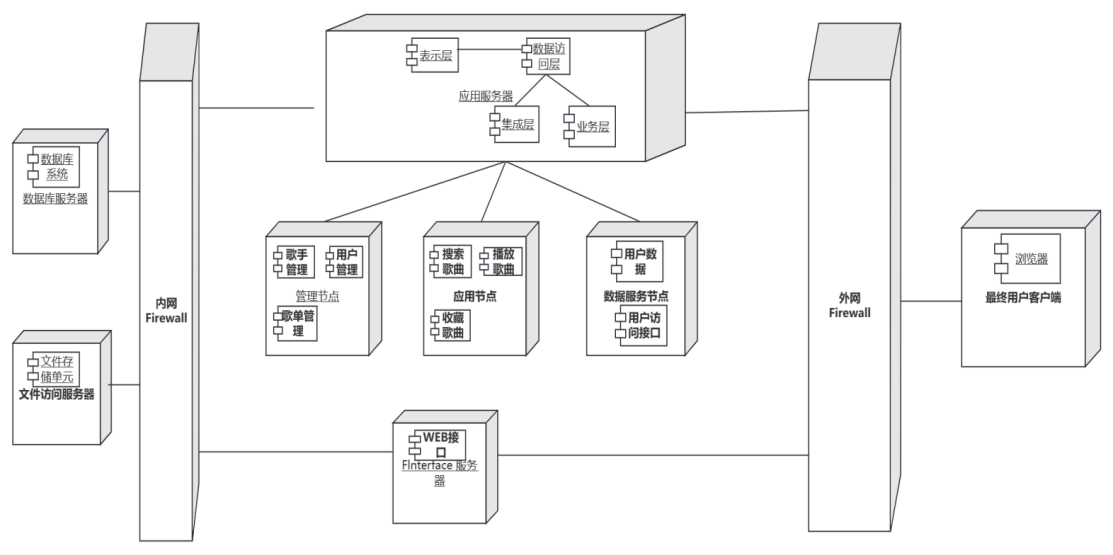 表示层
数据访
问层
应用服务器
集成层
业务层
数据库
系统
数据库服务器
内网
Firewall
外网
Firewall
歌手
管理
用户
管理
管理节点
歌单管
理
搜索
歌曲
播放
歌曲
应用节点
收藏
歌曲
用户数
据
数据服务节点
用户访
问接口
浏览器
最终用户客户端
文件存
储单元
文件访问服务器
WEB接
口
FInterface 服务
器